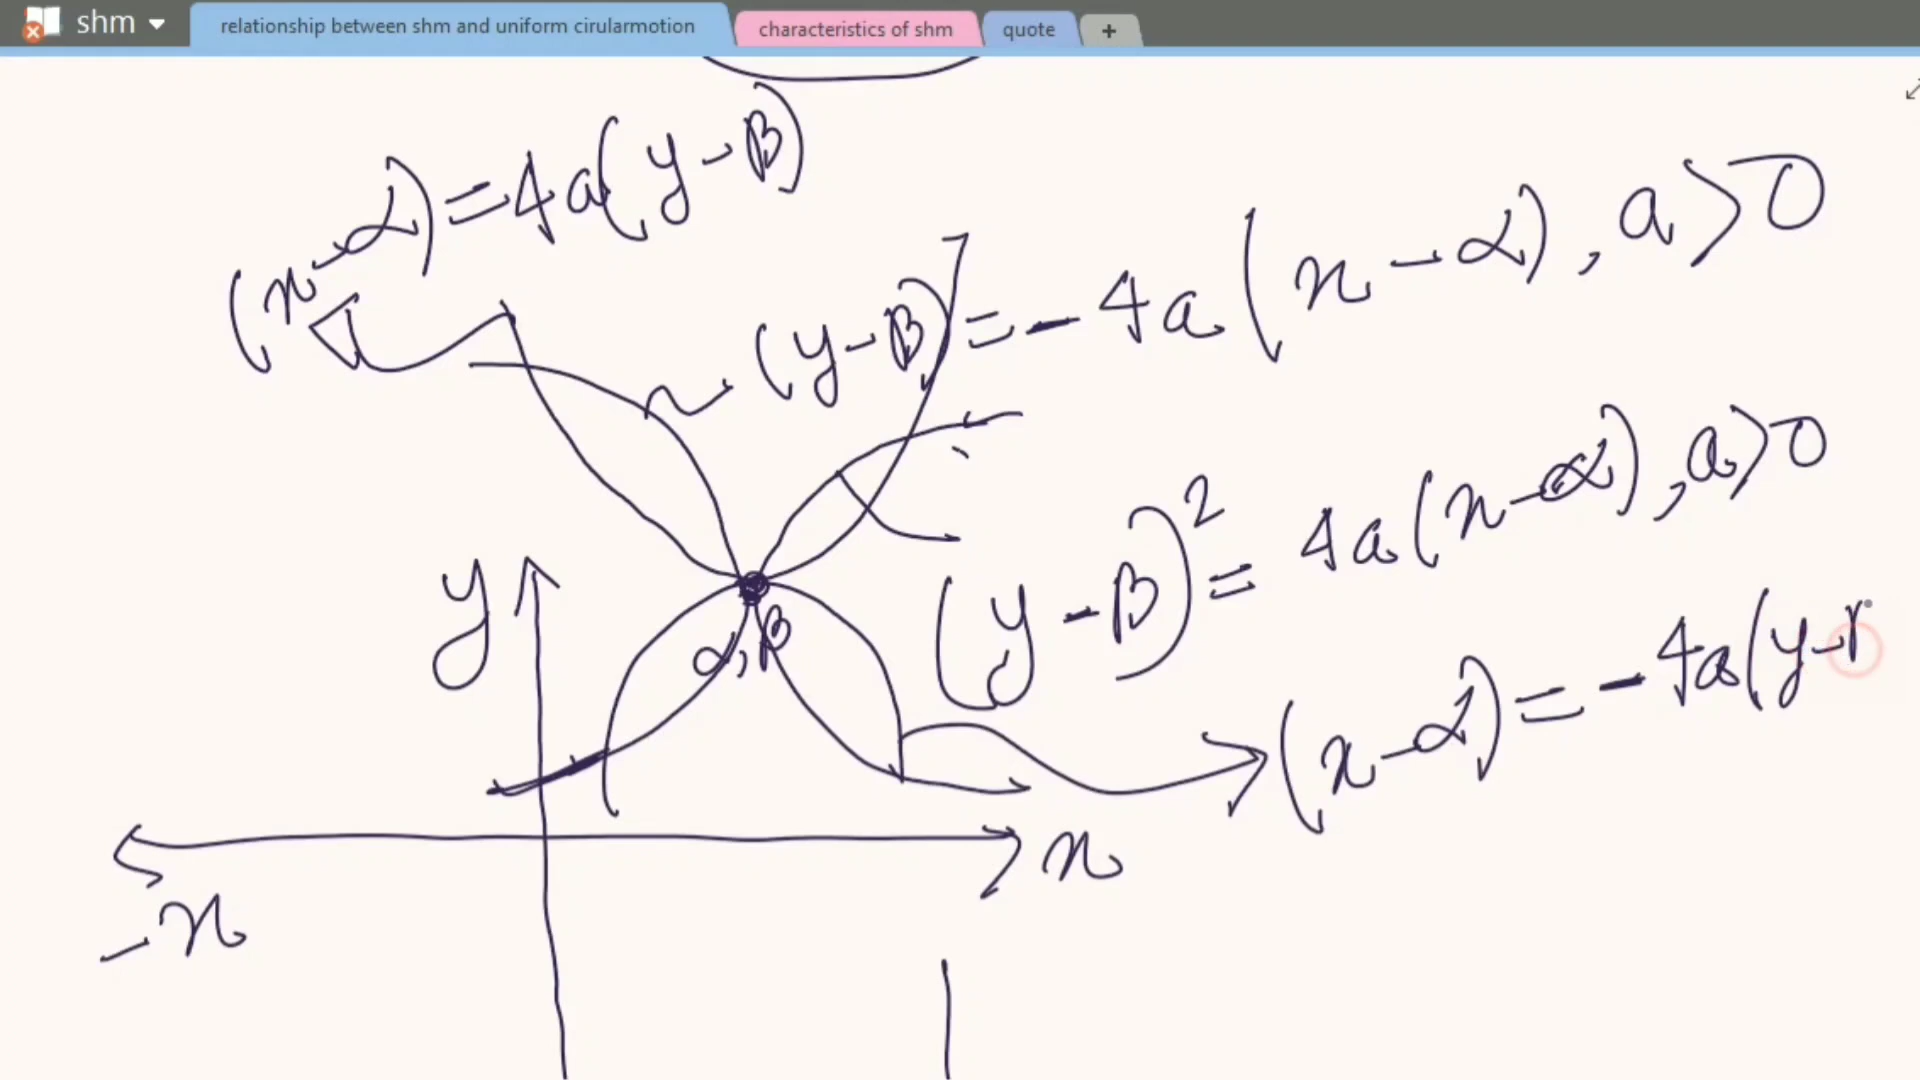 shm
relationship between shm and uniform cirularmotion
characteristics of shm
quote
+
(x-α)=4a(y-β)
(y-β)=-4a(x-α), a>0
(y-β)²=4a(x-α), a>0
(x-α)=-4a(y-
y
α,β
x
-x